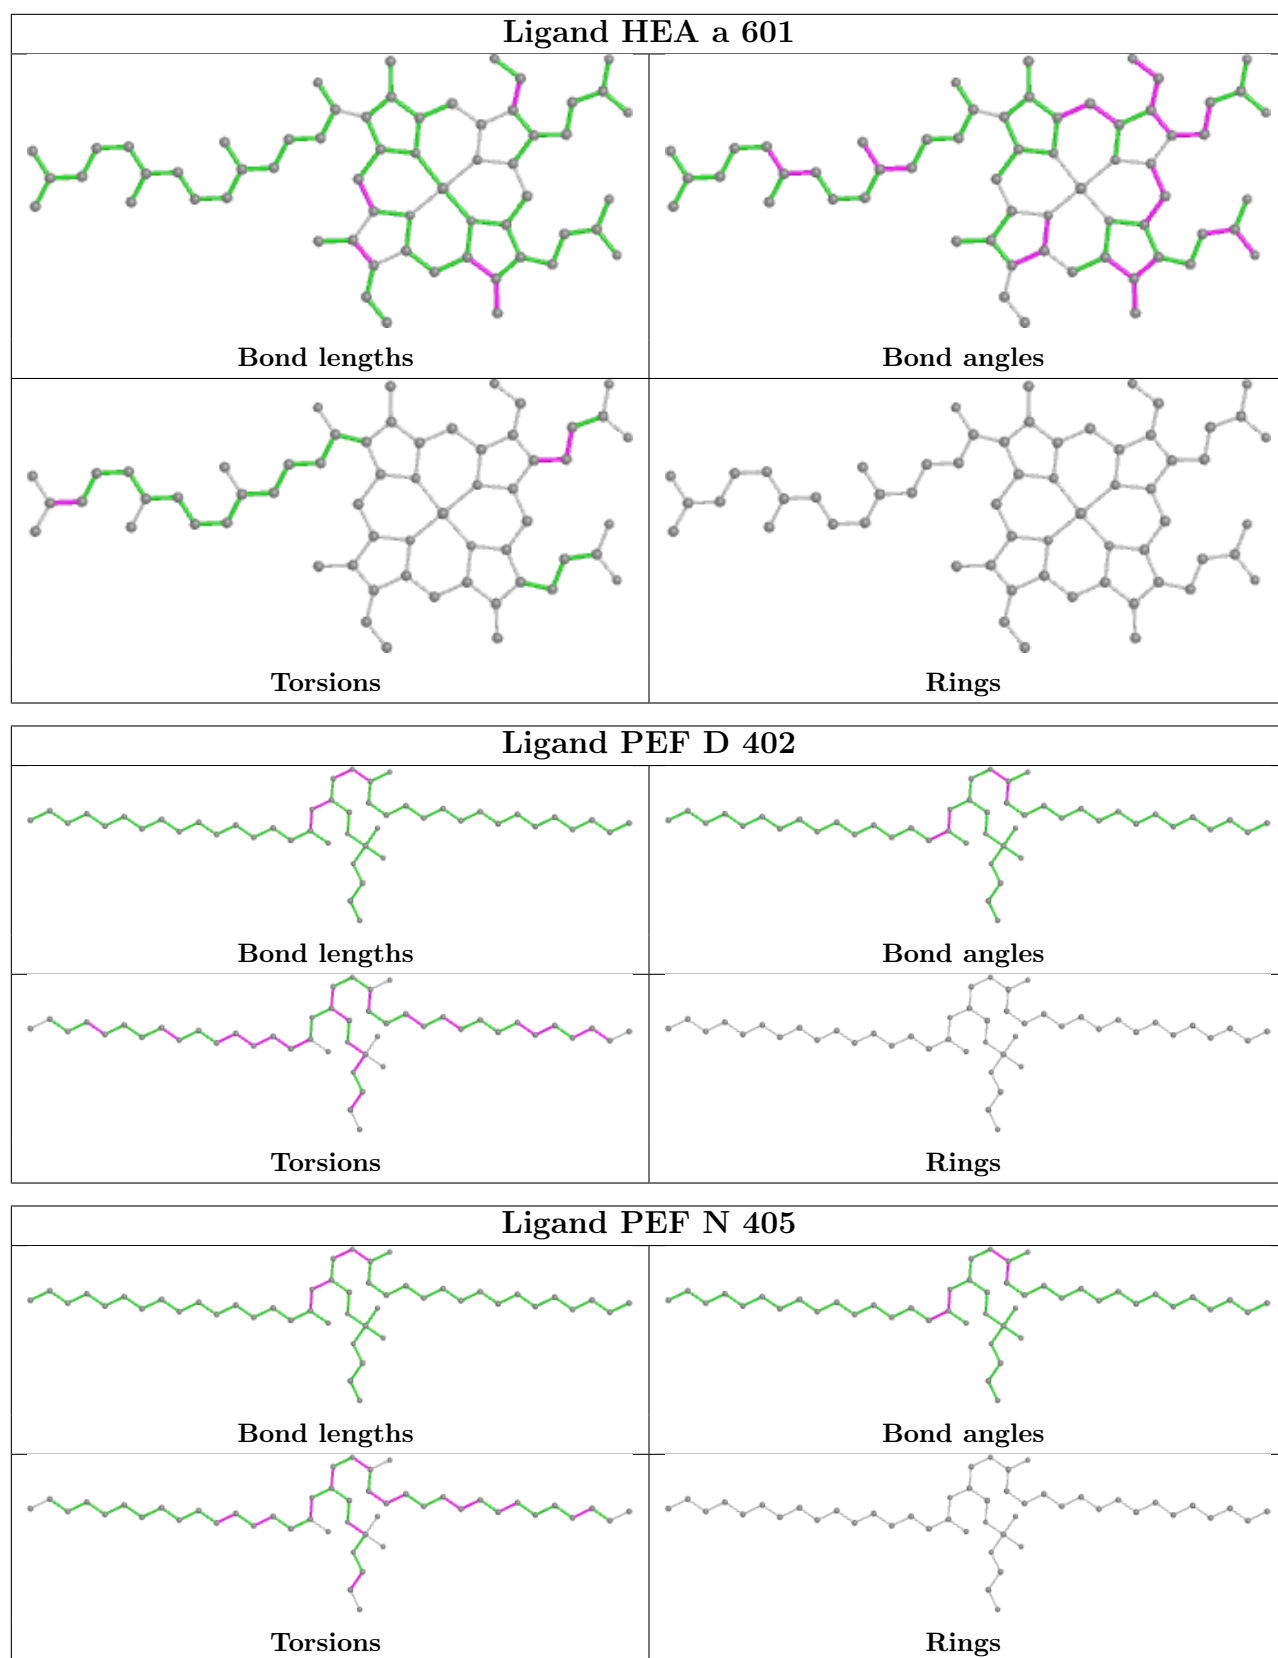 Ligand HEA a 601
Bond lengths
Bond angles
Torsions
Rings
Ligand PEF D 402
Bond lengths
Bond angles
Torsions
Rings
Ligand PEF N 405
Bond lengths
Bond angles
Torsions
Rings